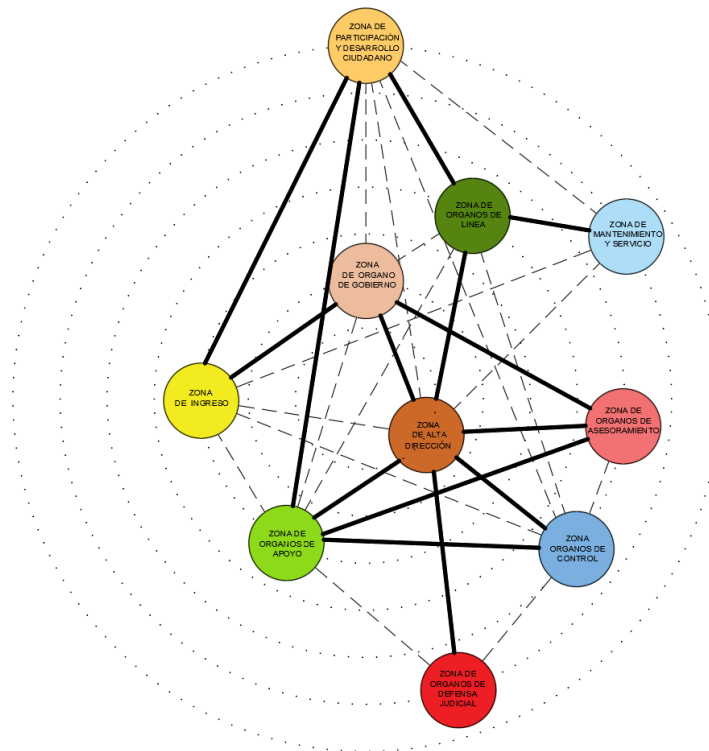 ZONA DE
PARTICIPACIÓN
Y DESARROLLO
CIUDADANO
ZONA DE
ORGANOS DE
LINEA
ZONA DE
MANTENIMIENTO
Y SERVICIO
ZONA
DE ORGANO
DE GOBIERNO
ZONA
DE INGRESO
ZONA
DE ALTA
DIRECCIÓN
ZONA DE
ORGANOS DE
ASESORAMIENTO
ZONA DE
ORGANOS DE
APOYO
ZONA
ORGANOS DE
CONTROL
ZONA DE
ORGANOS DE
DEFENSA
JUDICIAL